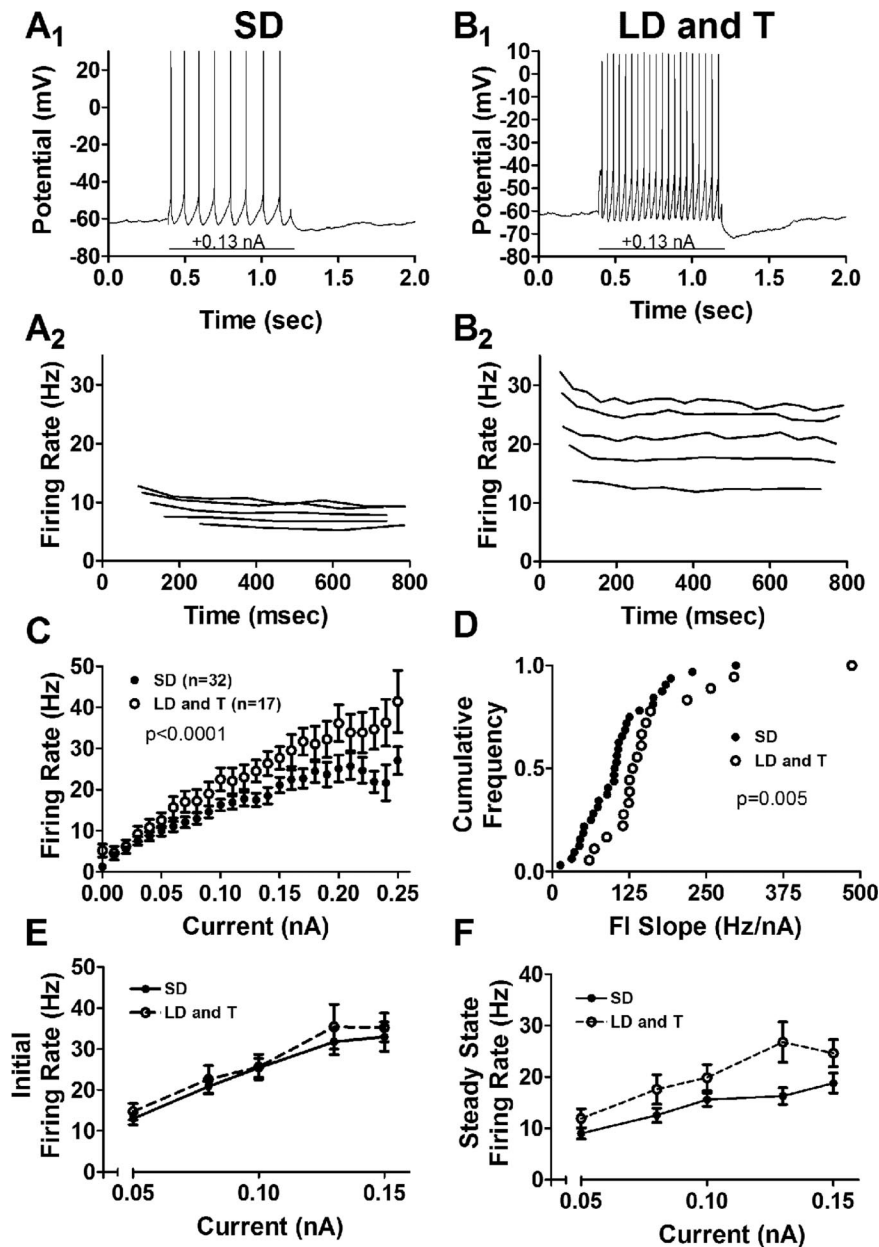 SD
LD and T
A1
B1
Potential (mV)
20
0
-20
-40
-60
-80
+0.13 nA
0.0 0.5 1.0 1.5 2.0
Time (sec)
Potential (mV)
10
0
-10
-20
-30
-40
-50
-60
-70
-80
+0.13 nA
0.0 0.5 1.0 1.5 2.0
Time (sec)
A2
B2
Firing Rate (Hz)
30
20
10
0
0 200 400 600 800
Time (msec)
Firing Rate (Hz)
30
20
10
0
0 200 400 600 800
Time (msec)
C
Firing Rate (Hz)
50
40
30
20
10
0
SD (n=32)
LD and T (n=17)
p<0.0001
0.00 0.05 0.10 0.15 0.20 0.25
Current (nA)
D
Cumulative
Frequency
1.0
0.5
0.0
SD
LD and T
p=0.005
0 125 250 375 500
FI Slope (Hz/nA)
E
Initial
Firing Rate (Hz)
50
40
30
20
10
0
SD
LD and T
0.05 0.10 0.15
Current (nA)
F
Steady State
Firing Rate (Hz)
40
30
20
10
0
SD
LD and T
0.05 0.10 0.15
Current (nA)